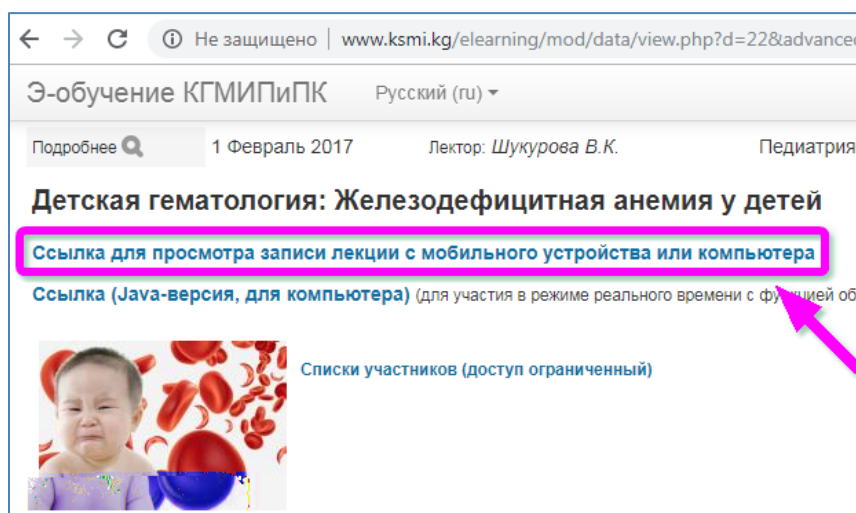 Не защищено | www.ksmi.kg/elearning/mod/data/view.php?d=22&advanced
Э-обучение КГМИПиПК Русский (ru)
Подробнее 1 Февраль 2017 Лектор: Шукурова В.К. Педиатрия
Детская гематология: Железодефицитная анемия у детей
Ссылка для просмотра записи лекции с мобильного устройства или компьютера
Ссылка (Java-версия, для компьютера) (для участия в режиме реального времени с функцией об
Списки участников (доступ ограниченный)